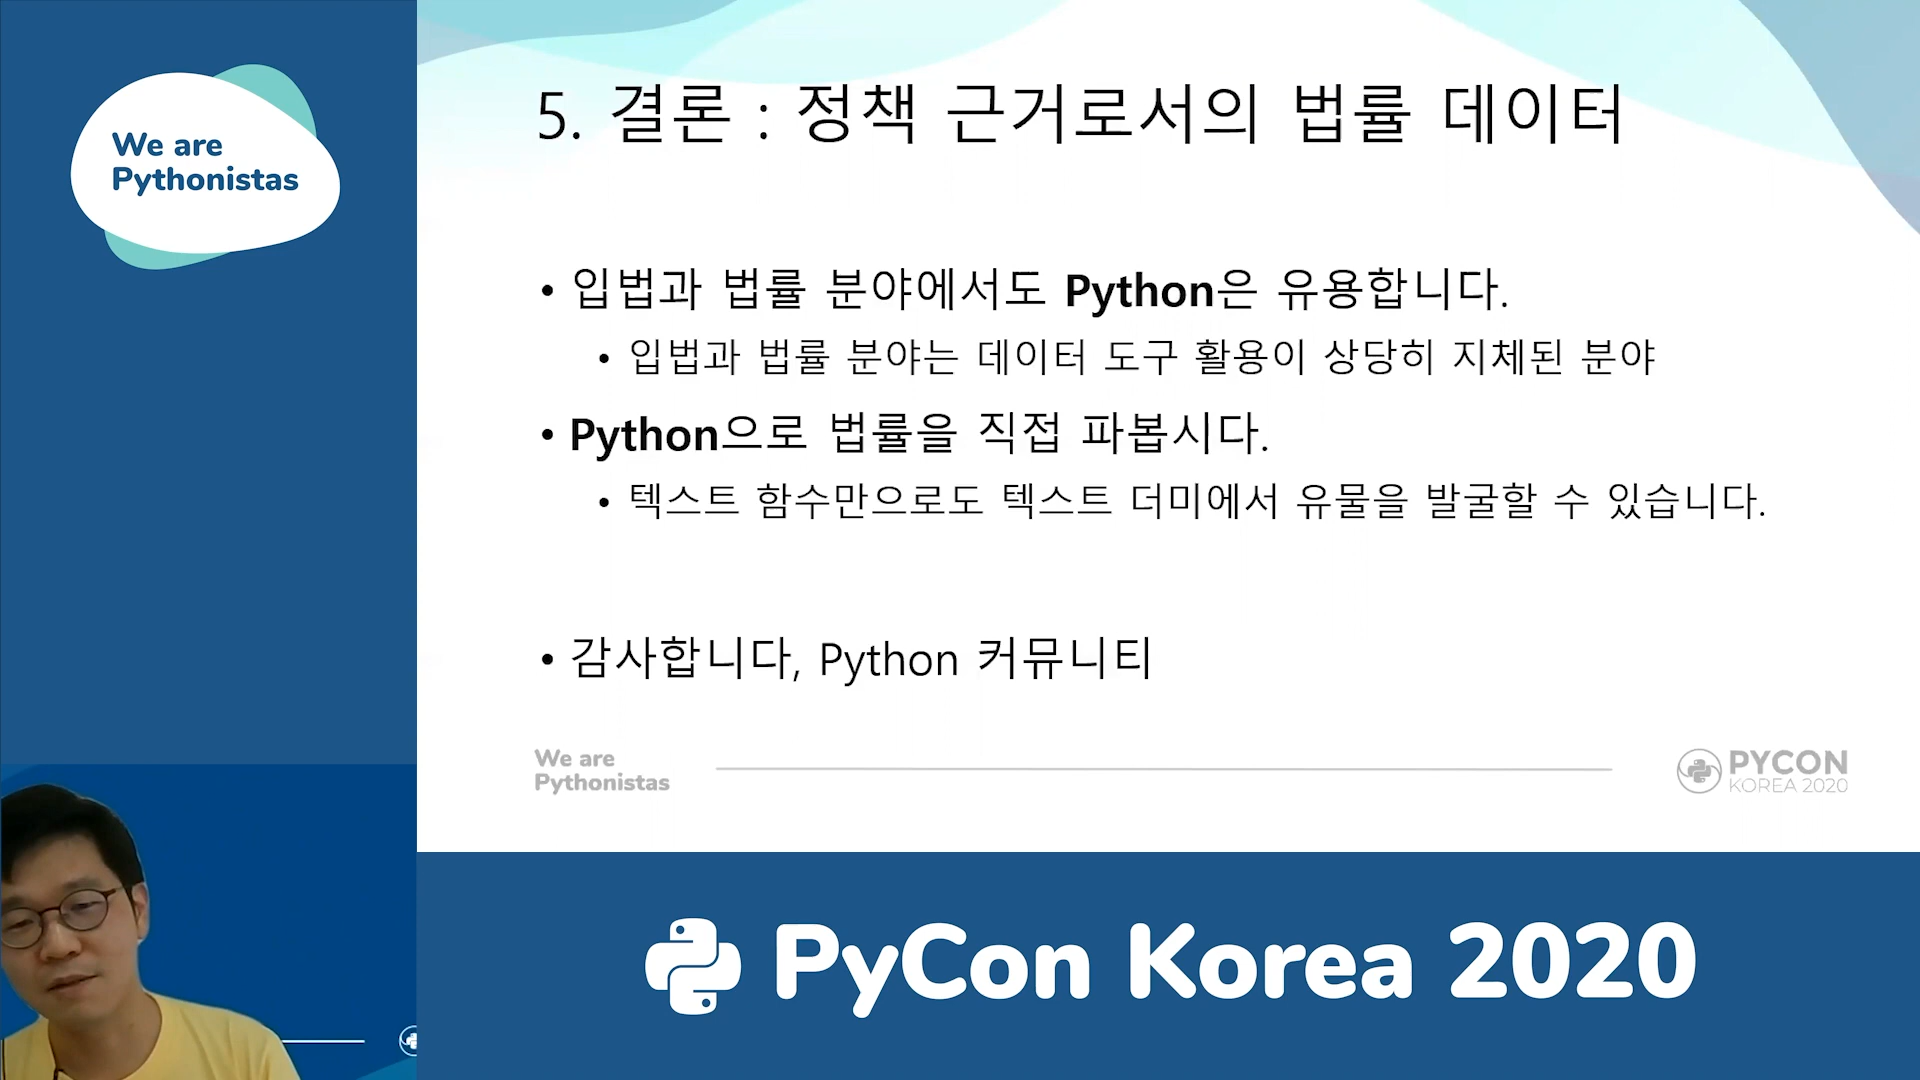 We are
Pythonistas
5. 결론 : 정책 근거로서의 법률 데이터
• 입법과 법률 분야에서도 Python은 유용합니다.
• 입법과 법률 분야는 데이터 도구 활용이 상당히 지체된 분야
• Python으로 법률을 직접 파봅시다.
• 텍스트 함수만으로도 텍스트 더미에서 유물을 발굴할 수 있습니다.
• 감사합니다, Python 커뮤니티
We are
Pythonistas
PYCON
KOREA 2020
PyCon Korea 2020